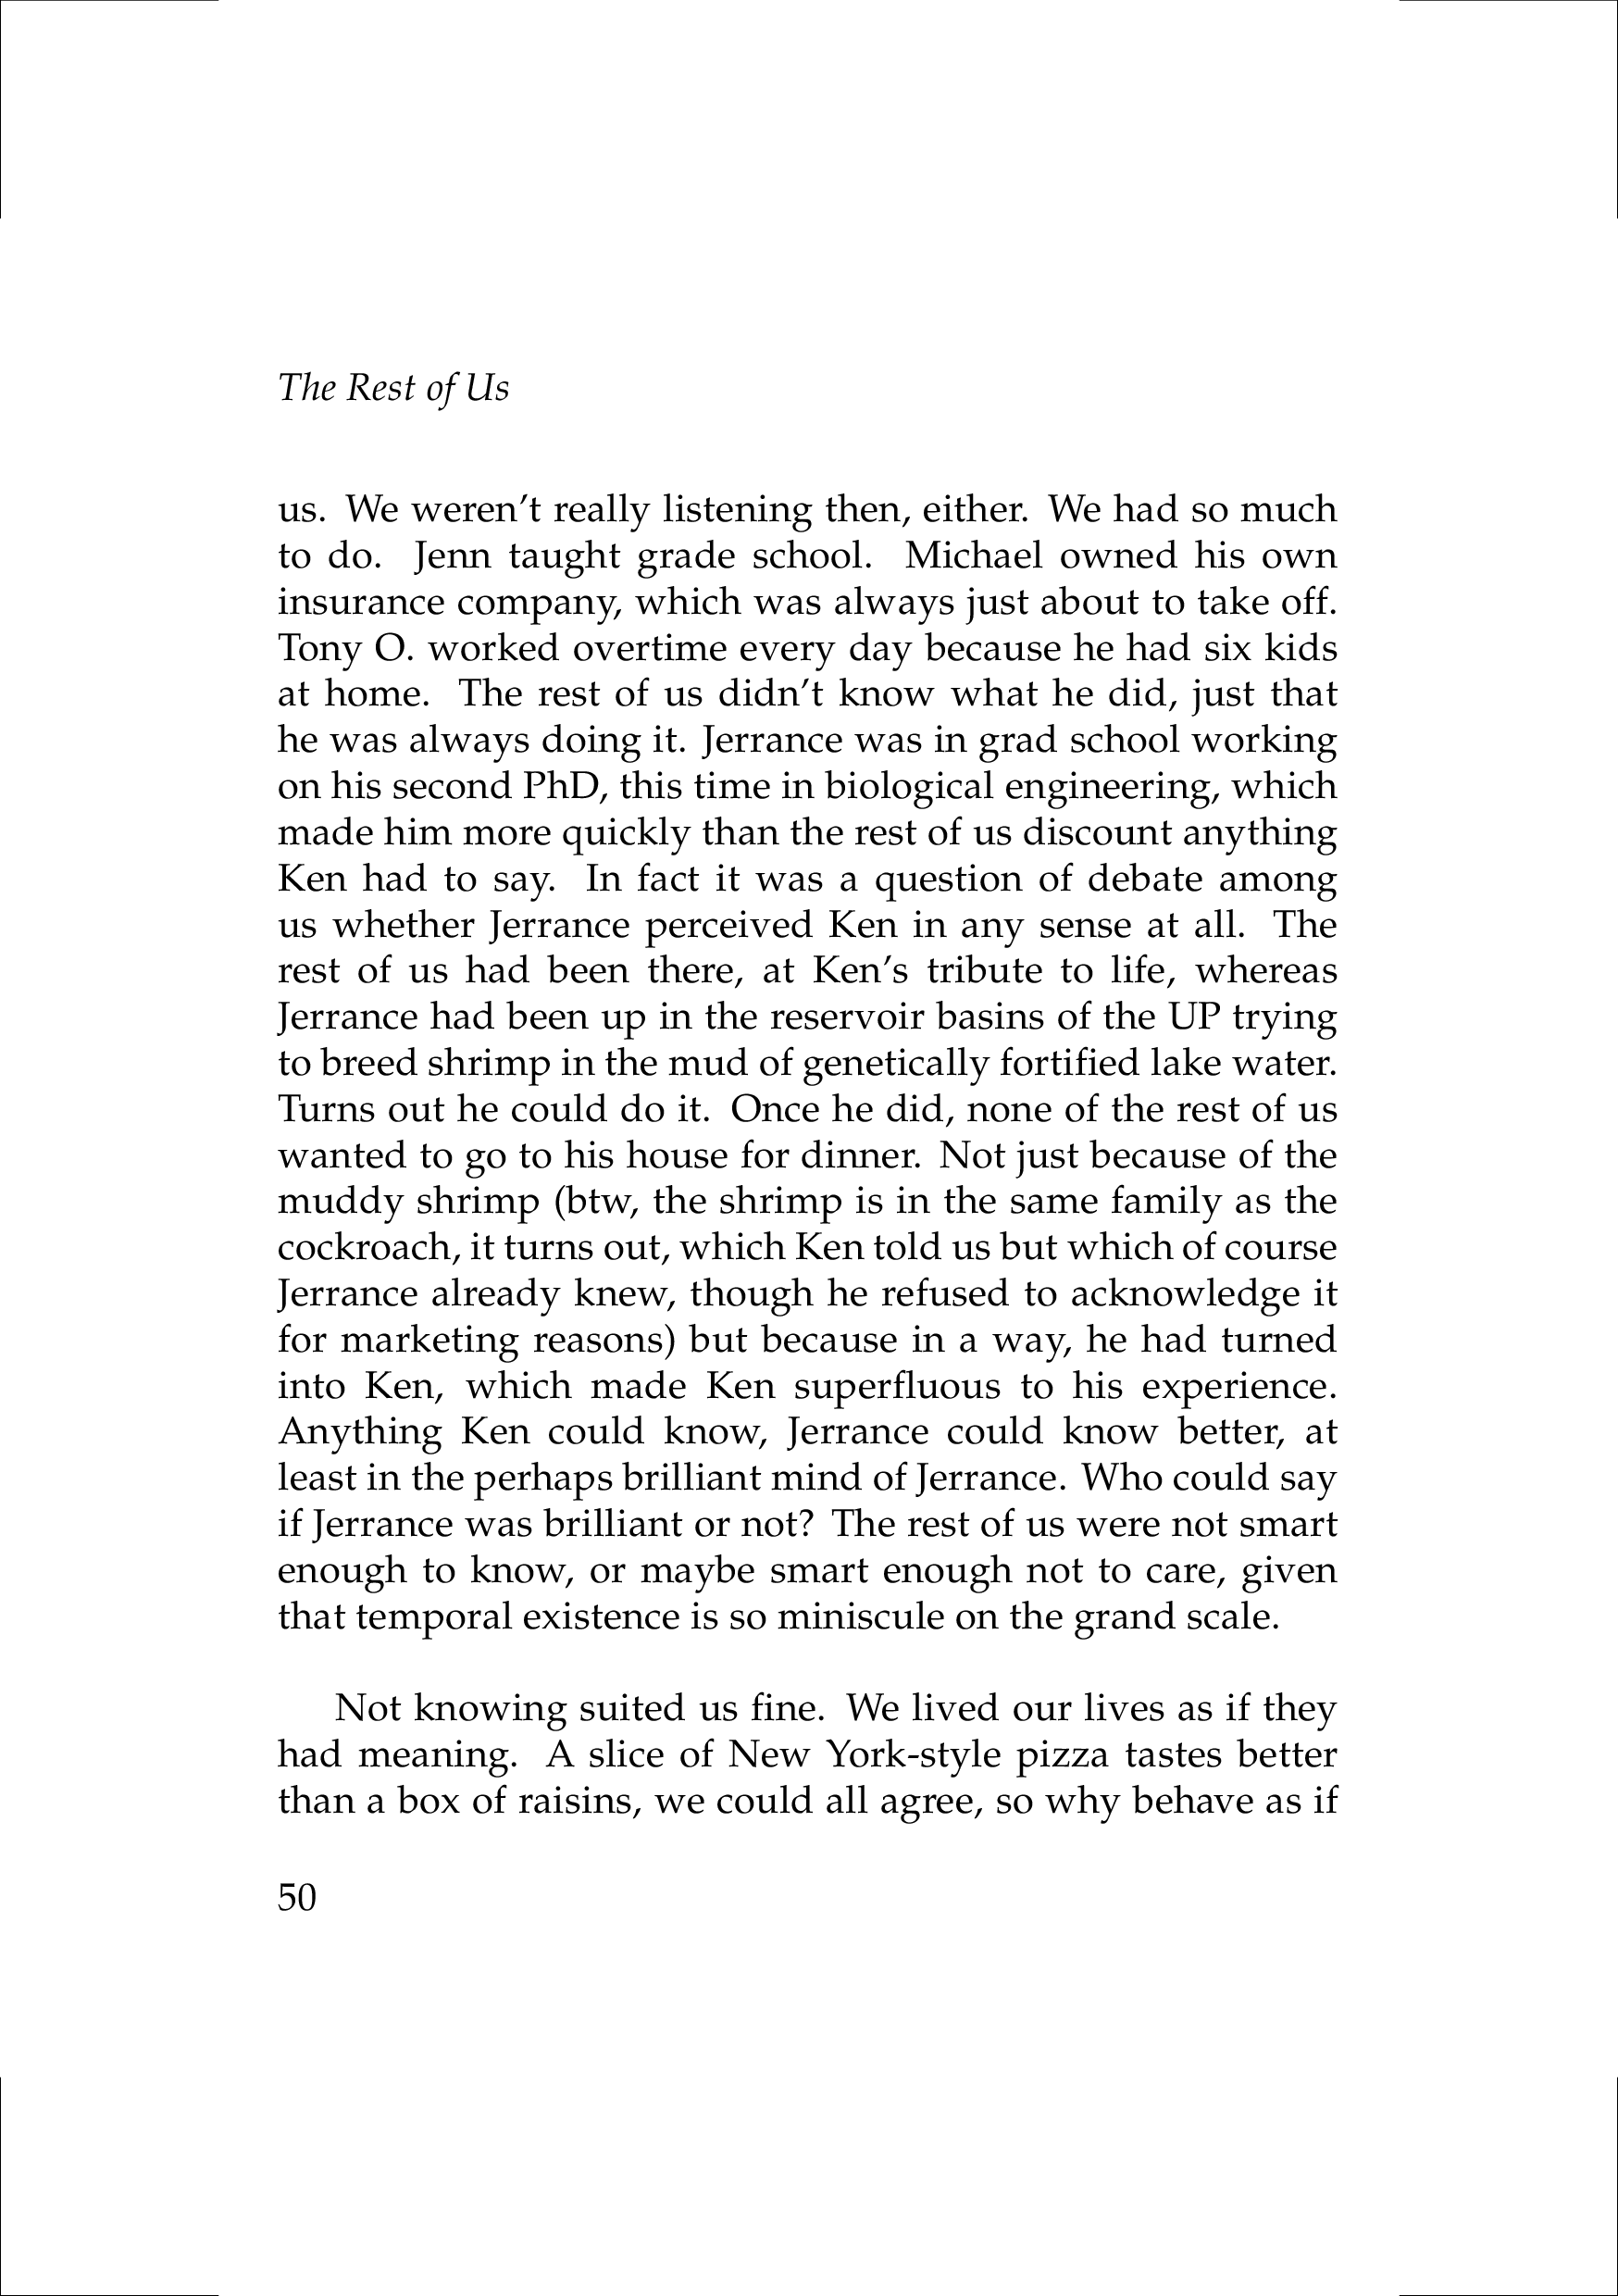 The Rest of Us
us. We weren’t really listening then, either. We had so much
to do. Jenn taught grade school. Michael owned his own
insurance company, which was always just about to take off.
Tony O. worked overtime every day because he had six kids
at home. The rest of us didn’t know what he did, just that
he was always doing it. Jerrance was in grad school working
on his second PhD, this time in biological engineering, which
made him more quickly than the rest of us discount anything
Ken had to say. In fact it was a question of debate among
us whether Jerrance perceived Ken in any sense at all. The
rest of us had been there, at Ken’s tribute to life, whereas
Jerrance had been up in the reservoir basins of the UP trying
to breed shrimp in the mud of genetically fortified lake water.
Turns out he could do it. Once he did, none of the rest of us
wanted to go to his house for dinner. Not just because of the
muddy shrimp (btw, the shrimp is in the same family as the
cockroach, it turns out, which Ken told us but which of course
Jerrance already knew, though he refused to acknowledge it
for marketing reasons) but because in a way, he had turned
into Ken, which made Ken superfluous to his experience.
Anything Ken could know, Jerrance could know better, at
least in the perhaps brilliant mind of Jerrance. Who could say
if Jerrance was brilliant or not? The rest of us were not smart
enough to know, or maybe smart enough not to care, given
that temporal existence is so miniscule on the grand scale.
Not knowing suited us fine. We lived our lives as if they
had meaning. A slice of New York-style pizza tastes better
than a box of raisins, we could all agree, so why behave as if
50